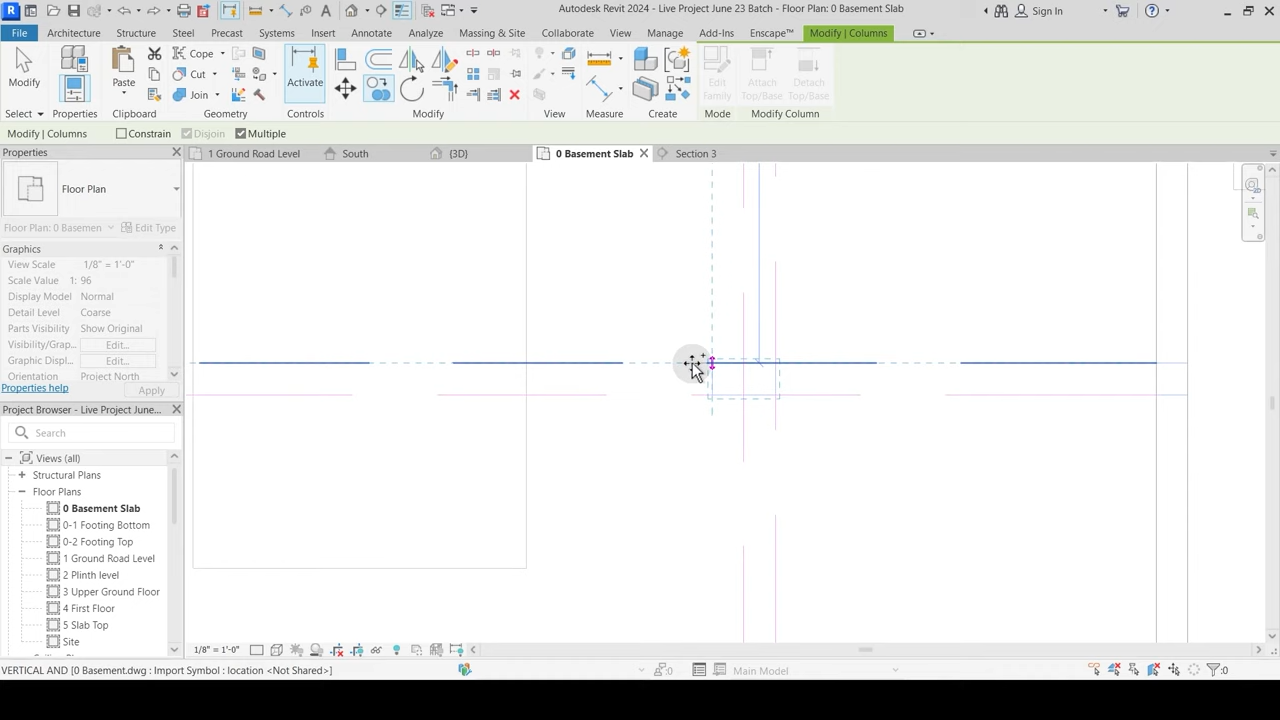 Autodesk Revit 2024 - Live Project June 23 Batch - Floor Plan: 0 Basement Slab
Sign In
File Architecture Structure Steel Precast Systems Insert Annotate Analyze Massing & Site Collaborate View Manage Add-Ins Enscape™ Modify | Columns
Modify
Paste
Cope
Cut
Join
Activate
Edit
Family
Attach
Top/Base
Detach
Top/Base
Select Properties Clipboard Geometry Controls Modify View Measure Create Mode Modify Column
Modify | Columns Constrain Disjoin Multiple
Properties
1 Ground Road Level South (3D) 0 Basement Slab Section 3
Floor Plan
Floor Plan: 0 Basemen Edit Type
Graphics
View Scale 1/8" = 1'-0"
Scale Value 1: 96
Display Model Normal
Detail Level Coarse
Parts Visibility Show Original
Visibility/Grap... Edit...
Graphic Displ... Edit...
Orientation Project North
Properties help Apply
Project Browser - Live Project June...
Search
Views (all)
Structural Plans
Floor Plans
0 Basement Slab
0-1 Footing Bottom
0-2 Footing Top
1 Ground Road Level
2 Plinth level
3 Upper Ground Floor
4 First Floor
5 Slab Top
Site
1/8" = 1'-0"
VERTICAL AND [0 Basement.dwg : Import Symbol : location <Not Shared>] :0 Main Model :0